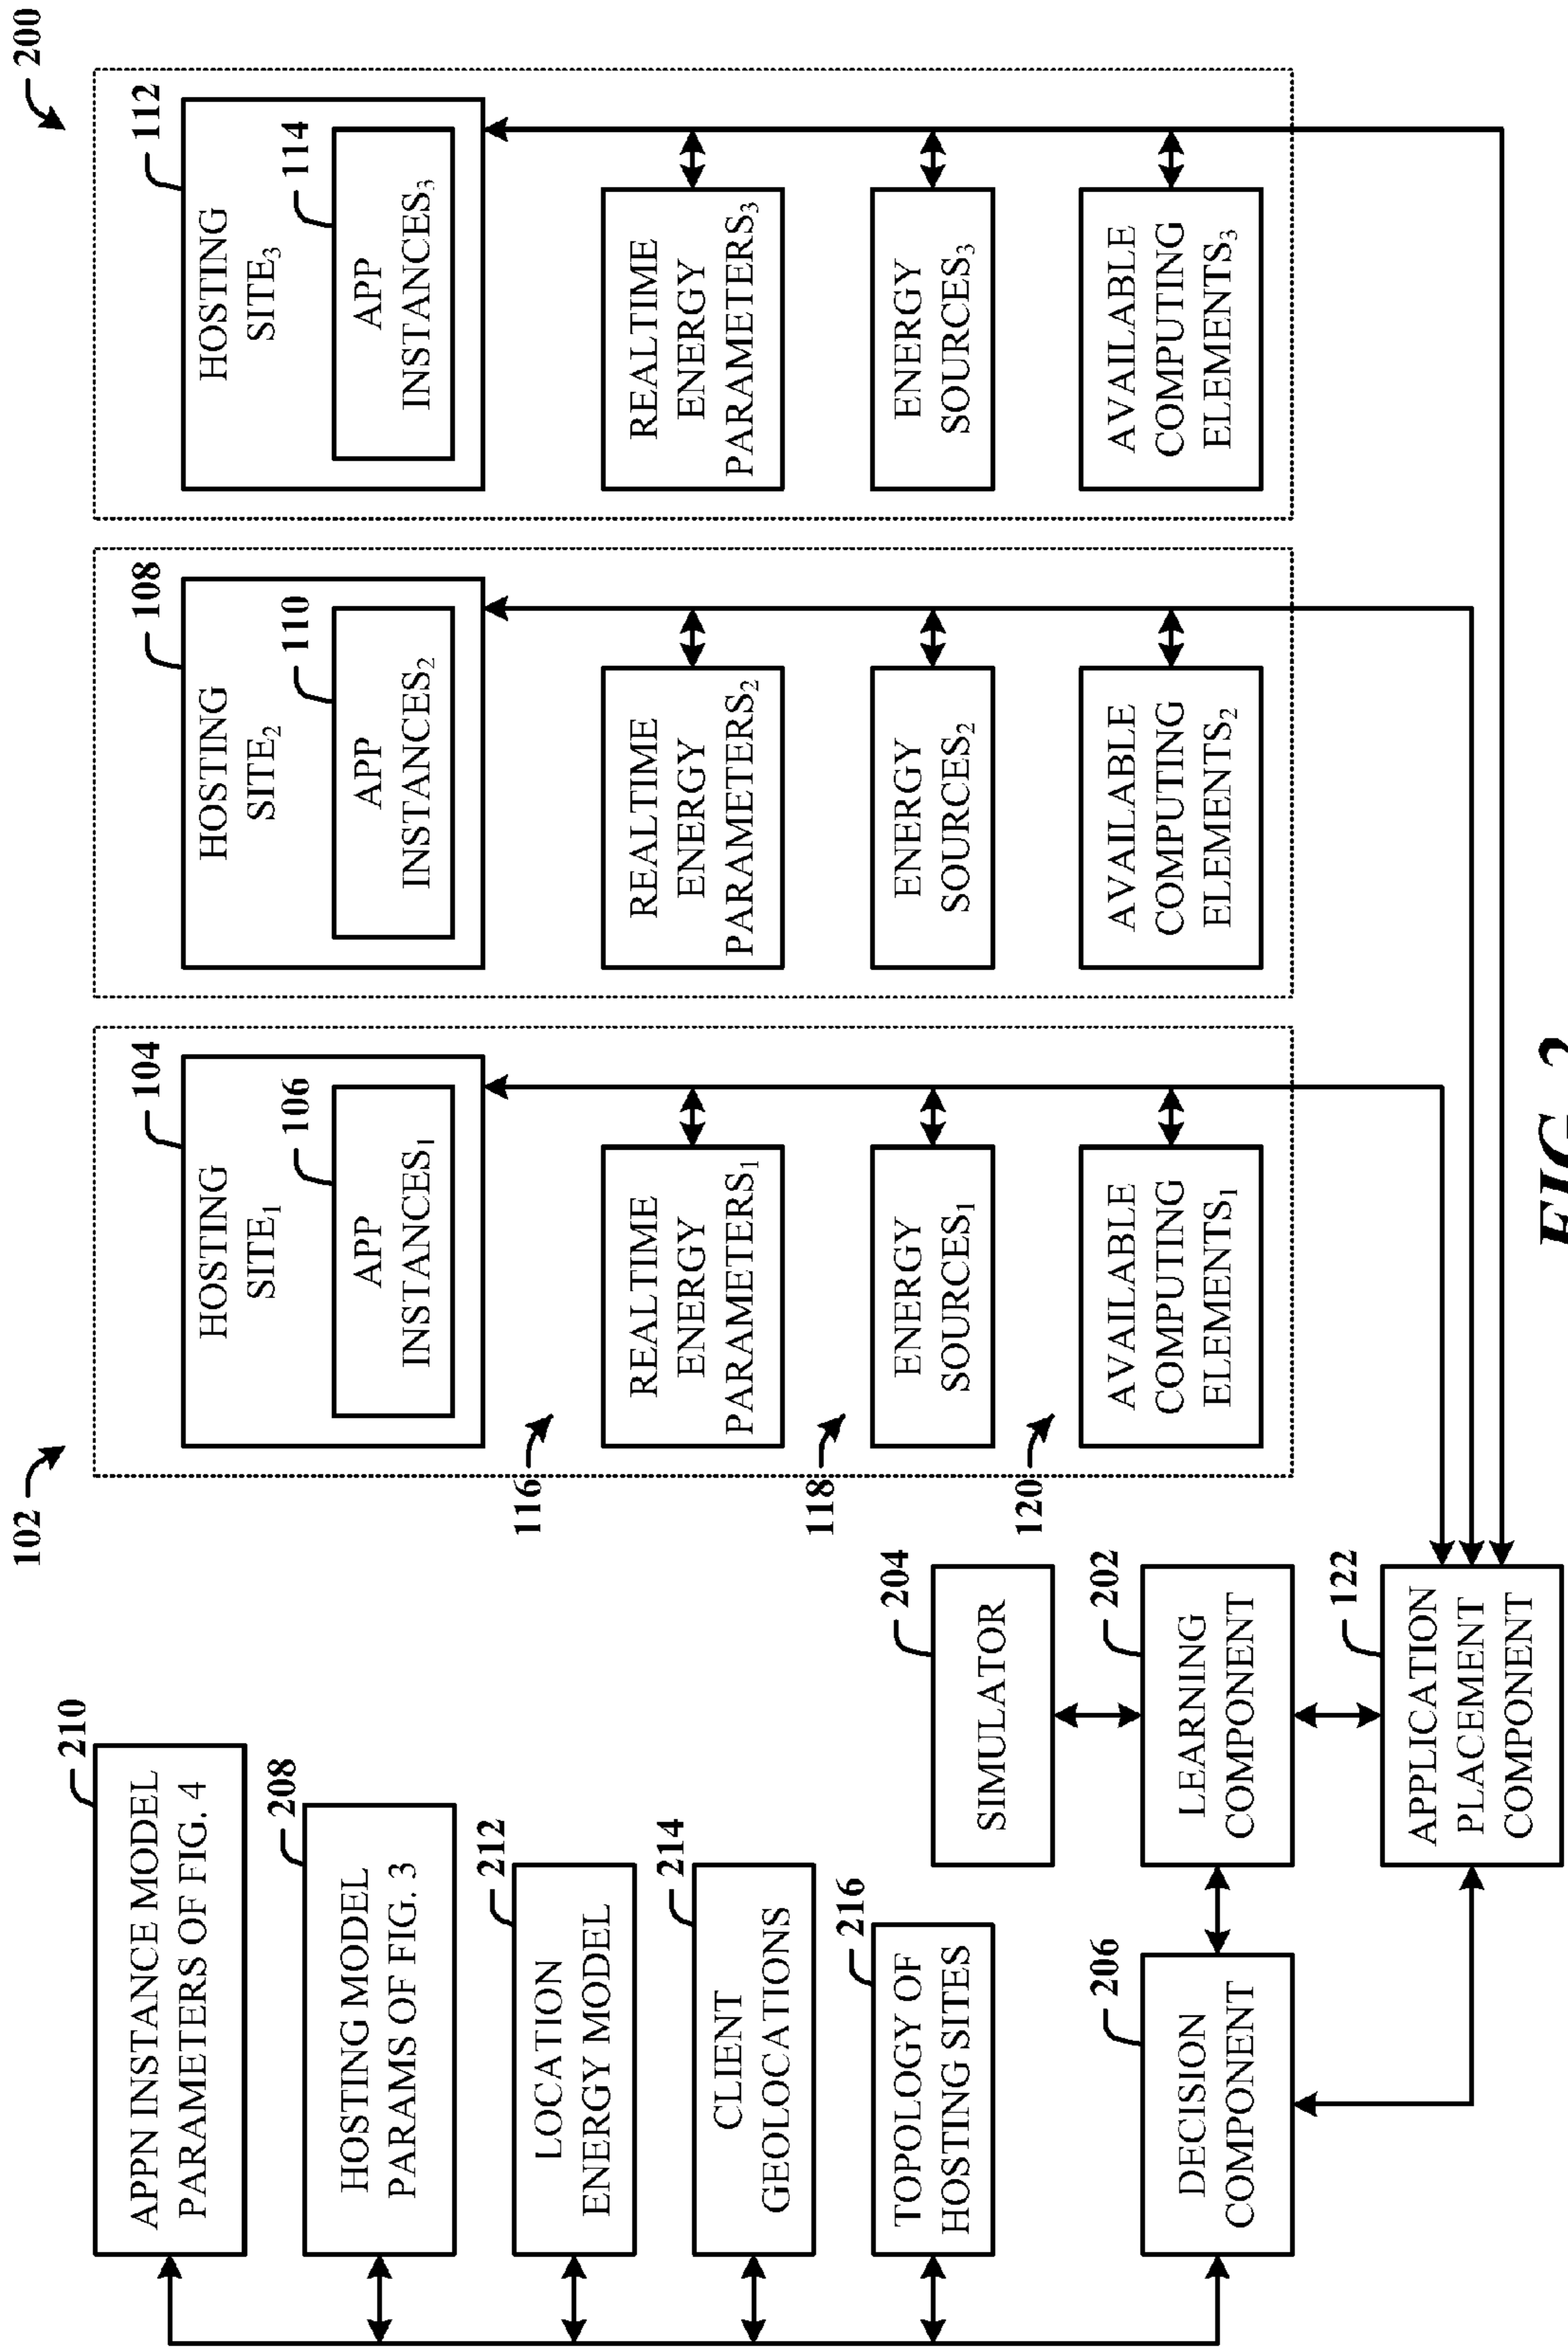 200
102
210
APPN INSTANCE MODEL
PARAMETERS OF FIG. 4
208
HOSTING MODEL
PARAMS OF FIG. 3
212
LOCATION
ENERGY MODEL
214
CLIENT
GEOLOCATIONS
216
TOPOLOGY OF
HOSTING SITES
206
DECISION
COMPONENT
204
SIMULATOR
202
LEARNING
COMPONENT
122
APPLICATION
PLACEMENT
COMPONENT
104
HOSTING
SITE₁
106
APP
INSTANCES₁
116
REALTIME
ENERGY
PARAMETERS₁
118
ENERGY
SOURCES₁
120
AVAILABLE
COMPUTING
ELEMENTS₁
108
HOSTING
SITE₂
110
APP
INSTANCES₂
REALTIME
ENERGY
PARAMETERS₂
ENERGY
SOURCES₂
AVAILABLE
COMPUTING
ELEMENTS₂
112
HOSTING
SITE₃
114
APP
INSTANCES₃
REALTIME
ENERGY
PARAMETERS₃
ENERGY
SOURCES₃
AVAILABLE
COMPUTING
ELEMENTS₃
FIG. 2